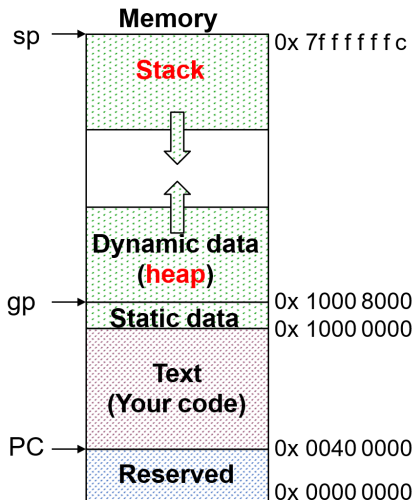 Memory
sp
0x 7f f f f f f c
Stack
Dynamic data
(heap)
gp
0x 1000 8000
Static data
0x 1000 0000
Text
(Your code)
PC
0x 0040 0000
Reserved
0x 0000 0000